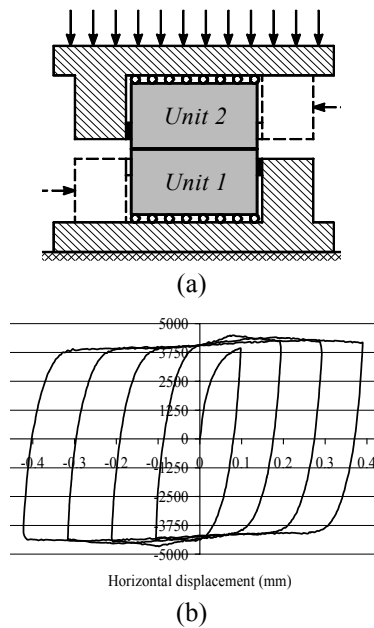 Unit 2
Unit 1
(a)
5000
3750
2500
1250
0
-0.4 -0.3 -0.2 -0.1 0 0.1 0.2 0.3 0.4
-1250
-2500
-3750
-5000
Horizontal displacement (mm)
(b)